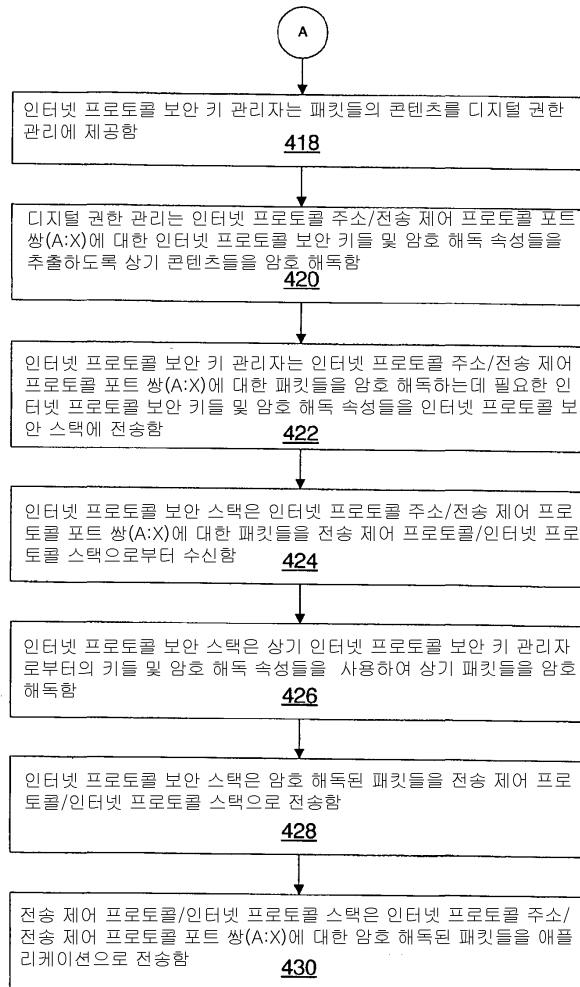 A
인터넷 프로토콜 보안 키 관리자는 패킷들의 콘텐츠를 디지털 권한
관리에 제공함
418
디지털 권한 관리는 인터넷 프로토콜 주소/전송 제어 프로토콜 포트
쌍(A:X)에 대한 인터넷 프로토콜 보안 키들 및 암호 해독 속성들을
추출하도록 상기 콘텐츠들을 암호 해독함
420
인터넷 프로토콜 보안 키 관리자는 인터넷 프로토콜 주소/전송 제어
프로토콜 포트 쌍(A:X)에 대한 패킷들을 암호 해독하는데 필요한 인
터넷 프로토콜 보안 키들 및 암호 해독 속성들을 인터넷 프로토콜 보
안 스택에 전송함
422
인터넷 프로토콜 보안 스택은 인터넷 프로토콜 주소/전송 제어 프로
토콜 포트 쌍(A:X)에 대한 패킷들을 전송 제어 프로토콜/인터넷 프로
토콜 스택으로부터 수신함
424
인터넷 프로토콜 보안 스택은 상기 인터넷 프로토콜 보안 키 관리자
로부터의 키들 및 암호 해독 속성들을 사용하여 상기 패킷들을 암호
해독함
426
인터넷 프로토콜 보안 스택은 암호 해독된 패킷들을 전송 제어 프로
토콜/인터넷 프로토콜 스택으로 전송함
428
전송 제어 프로토콜/인터넷 프로토콜 스택은 인터넷 프로토콜 주소/
전송 제어 프로토콜 포트 쌍(A:X)에 대한 암호 해독된 패킷들을 애플
리케이션으로 전송함
430